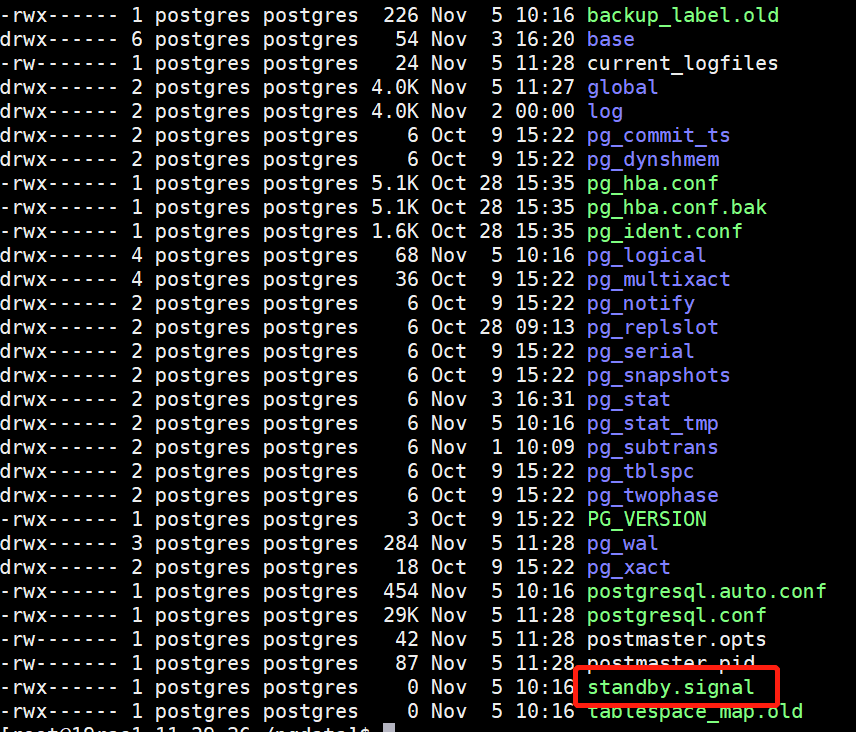 -rwx------ 1 postgres postgres  226 Nov  5 10:16 backup_label.old
drwx------ 6 postgres postgres   54 Nov  3 16:20 base
-rw------- 1 postgres postgres   24 Nov  5 11:28 current_logfiles
drwx------ 2 postgres postgres 4.0K Nov  5 11:27 global
drwx------ 2 postgres postgres 4.0K Nov  2 00:00 log
drwx------ 2 postgres postgres    6 Oct  9 15:22 pg_commit_ts
drwx------ 2 postgres postgres    6 Oct  9 15:22 pg_dynshmem
-rwx------ 1 postgres postgres 5.1K Oct 28 15:35 pg_hba.conf
-rwx------ 1 postgres postgres 5.1K Oct 28 15:35 pg_hba.conf.bak
-rwx------ 1 postgres postgres 1.6K Oct 28 15:35 pg_ident.conf
drwx------ 4 postgres postgres   68 Nov  5 10:16 pg_logical
drwx------ 4 postgres postgres   36 Oct  9 15:22 pg_multixact
drwx------ 2 postgres postgres    6 Oct  9 15:22 pg_notify
drwx------ 2 postgres postgres    6 Oct 28 09:13 pg_replslot
drwx------ 2 postgres postgres    6 Oct  9 15:22 pg_serial
drwx------ 2 postgres postgres    6 Oct  9 15:22 pg_snapshots
drwx------ 2 postgres postgres    6 Nov  3 16:31 pg_stat
drwx------ 2 postgres postgres    6 Nov  5 10:16 pg_stat_tmp
drwx------ 2 postgres postgres    6 Nov  1 10:09 pg_subtrans
drwx------ 2 postgres postgres    6 Oct  9 15:22 pg_tblspc
drwx------ 2 postgres postgres    6 Oct  9 15:22 pg_twophase
-rwx------ 1 postgres postgres    3 Oct  9 15:22 PG_VERSION
drwx------ 3 postgres postgres  284 Nov  5 11:28 pg_wal
drwx------ 2 postgres postgres   18 Oct  9 15:22 pg_xact
-rwx------ 1 postgres postgres  454 Nov  5 10:16 postgresql.auto.conf
-rwx------ 1 postgres postgres  29K Nov  5 11:28 postgresql.conf
-rw------- 1 postgres postgres   42 Nov  5 11:28 postmaster.opts
-rw------- 1 postgres postgres   87 Nov  5 11:28 postmaster.pid
-rwx------ 1 postgres postgres    0 Nov  5 10:16 standby.signal
-rwx------ 1 postgres postgres    0 Nov  5 10:16 tablespace_map.old